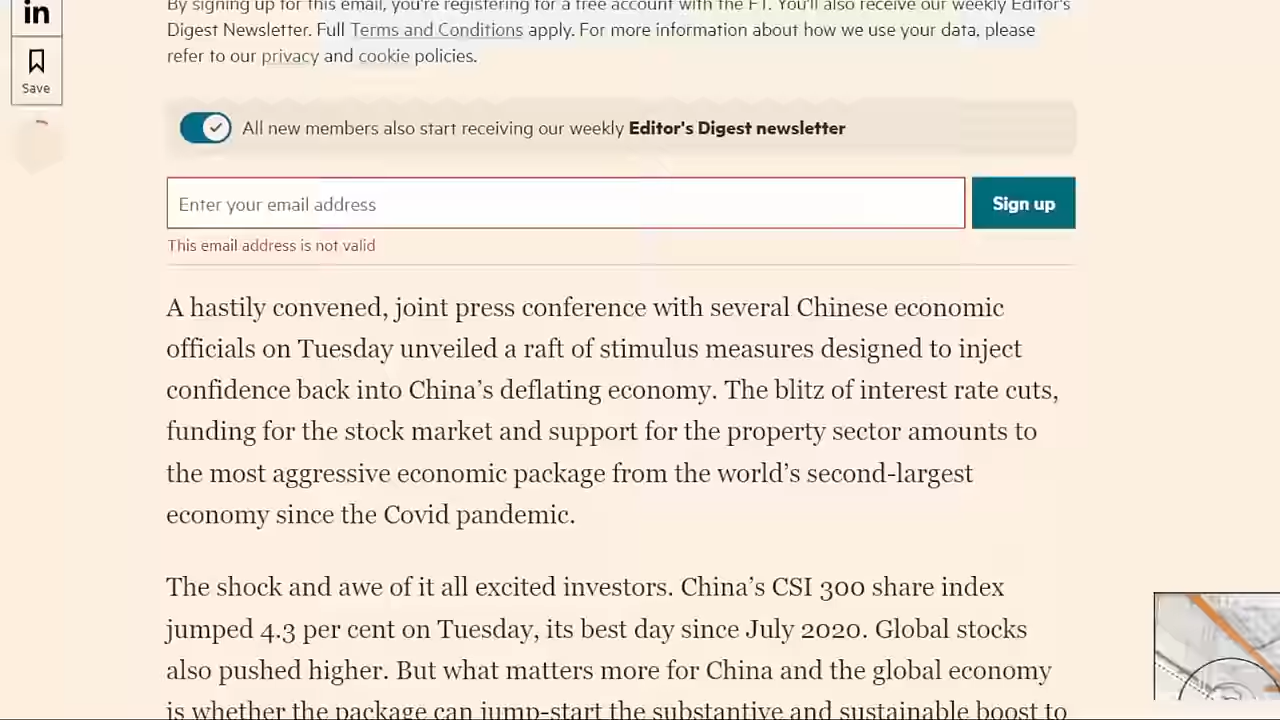 in
Save
By signing up for this email, you're registering for a free account with the FT. You'll also receive our weekly Editor's
Digest Newsletter. Full Terms and Conditions apply. For more information about how we use your data, please
refer to our privacy and cookie policies.
All new members also start receiving our weekly Editor's Digest newsletter
Enter your email address
Sign up
This email address is not valid
A hastily convened, joint press conference with several Chinese economic
officials on Tuesday unveiled a raft of stimulus measures designed to inject
confidence back into China’s deflating economy. The blitz of interest rate cuts,
funding for the stock market and support for the property sector amounts to
the most aggressive economic package from the world’s second-largest
economy since the Covid pandemic.
The shock and awe of it all excited investors. China’s CSI 300 share index
jumped 4.3 per cent on Tuesday, its best day since July 2020. Global stocks
also pushed higher. But what matters more for China and the global economy
is whether the package can jump-start the substantive and sustainable boost to